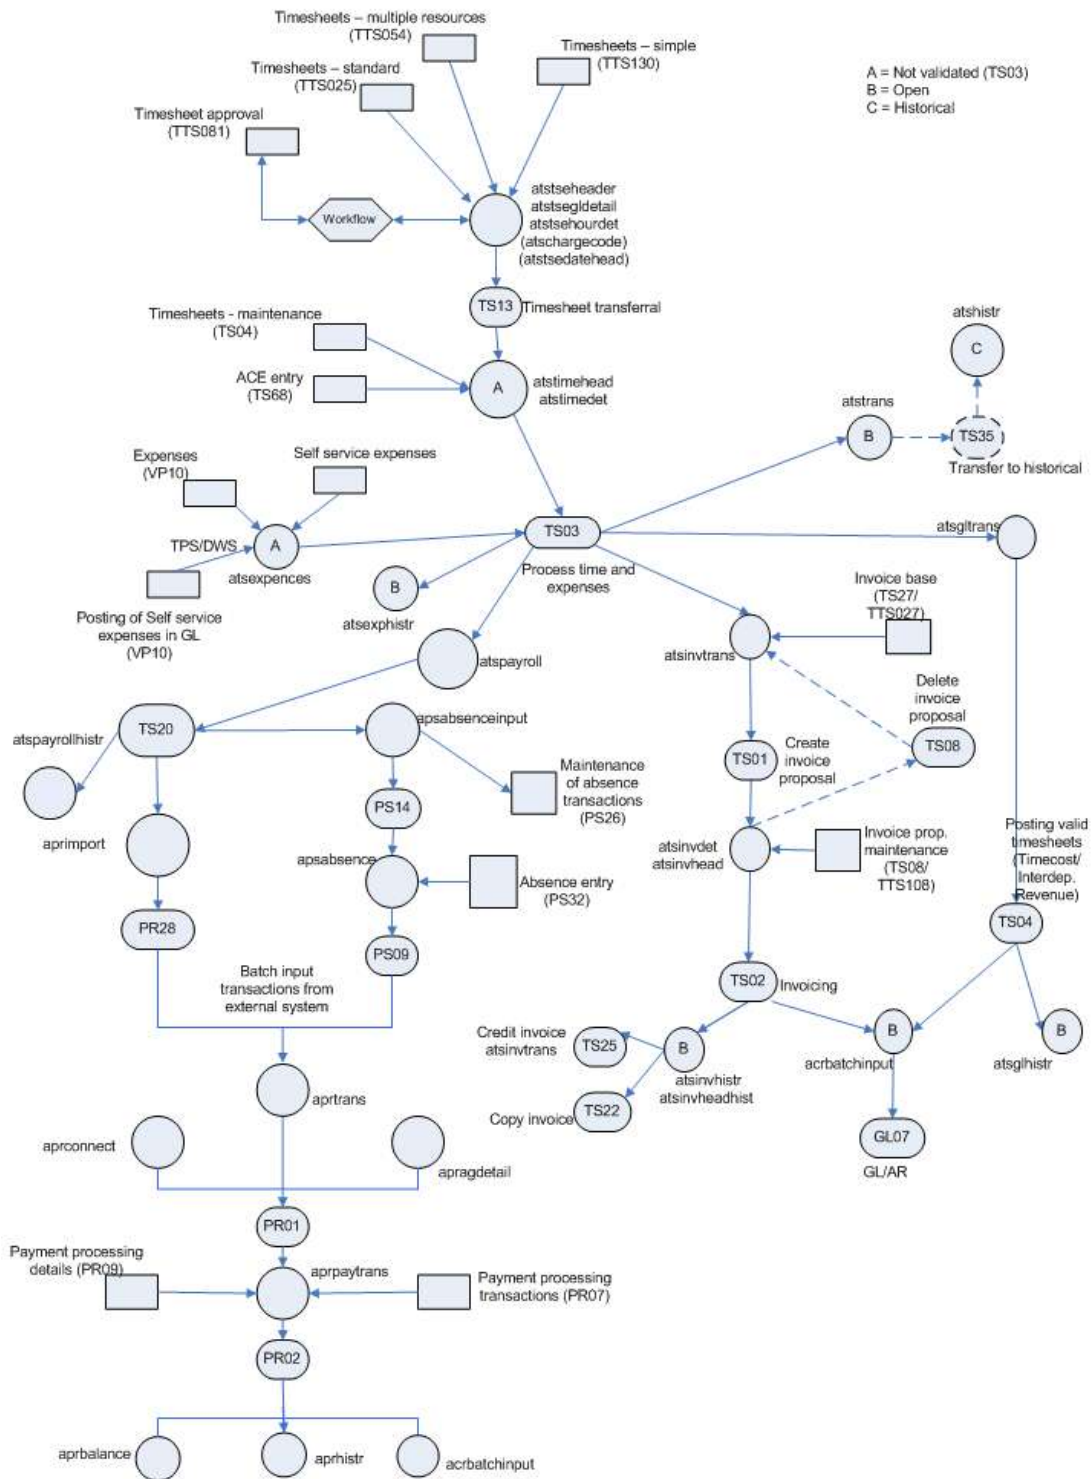 Timesheets – multiple resources
(TTS054)
Timesheets – simple
(TTS130)
Timesheets – standard
(TTS025)
A = Not validated (TS03)
B = Open
C = Historical
Timesheet approval
(TTS081)
Workflow
atstseheader
atstsegldetail
atstsehourdet
(atschargecode)
(atstsedatehead)
TS13
Timesheet transferral
Timesheets - maintenance
(TS04)
ACE entry
(TS68)
A
atstimehead
atstimedet
atshistr
C
atstrans
B
TS35
Transfer to historical
Expenses
(VP10)
Self service expenses
TPS/DWS
A
atsexpences
Posting of Self service
expenses in GL
(VP10)
TS03
Process time and
expenses
atsgltrans
B
atsexphistr
atspayroll
Invoice base
(TS27/
TTS027)
atsinvtrans
Delete
invoice
proposal
TS08
TS20
atspayrollhistr
apsabsenceinput
TS01
Create
invoice
proposal
Maintenance
of absence
transactions
(PS26)
PS14
aprimport
apsabsence
Absence entry
(PS32)
atsinvdet
atsinvhead
Invoice prop.
maintenance
(TS08/
TTS108)
Posting valid
timesheets
(Timecost/
Interdep.
Revenue)
TS04
PR28
PS09
Batch input
transactions from
external system
TS02
Invoicing
Credit invoice
atsinvtrans
TS25
B
atsinvhistr
atsinvheadhist
B
acrbatchinput
B
atsglhistr
Copy invoice
TS22
GL07
GL/AR
aprtrans
aprconnect
apragdetail
PR01
Payment processing
details (PR09)
aprpaytrans
Payment processing
transactions (PR07)
PR02
aprbalance
aprhistr
acrbatchinput